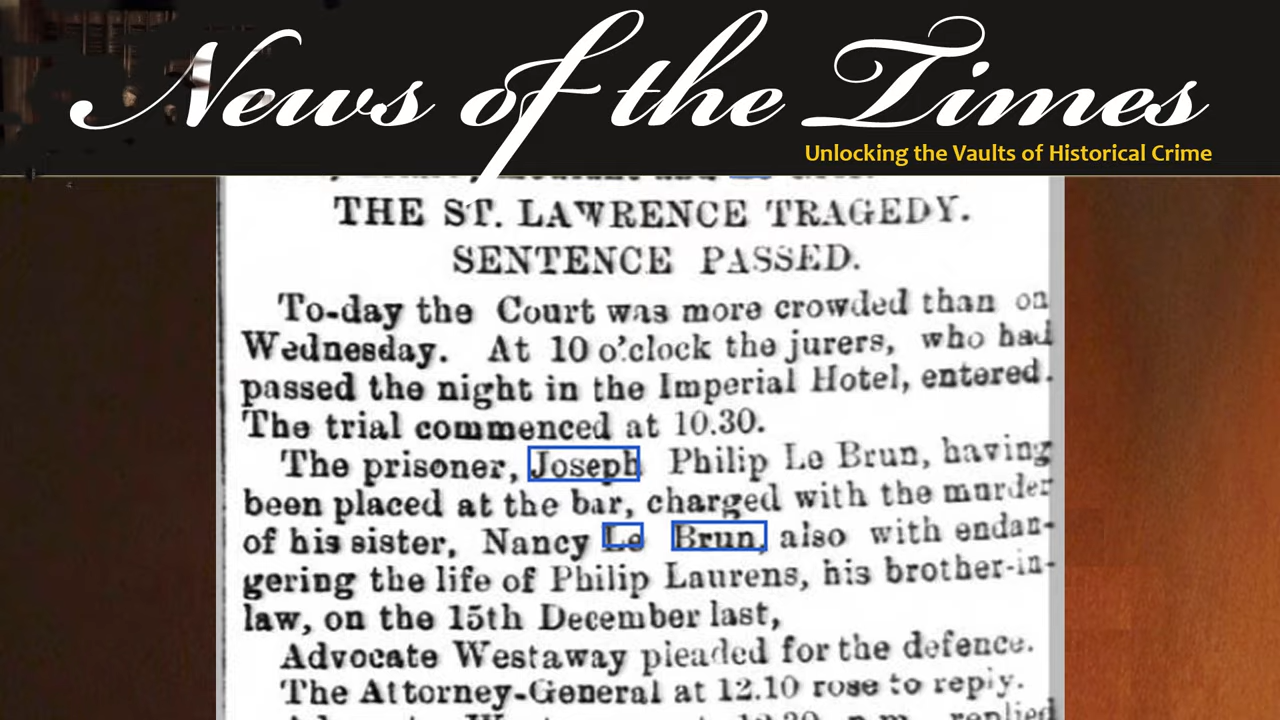 News of the Times
Unlocking the Vaults of Historical Crime
THE ST. LAWRENCE TRAGEDY.
SENTENCE PASSED.
To-day the Court was more crowded than on
Wednesday. At 10 o'clock the jurers, who had
passed the night in the Imperial Hotel, entered.
The trial commenced at 10.30.
The prisoner, Joseph Philip Le Brun, having
been placed at the bar, charged with the murder
of his sister, Nancy Le Brun, also with endan-
gering the life of Philip Laurens, his brother-in-
law, on the 15th December last,
Advocate Westaway pleaded for the defence.
The Attorney-General at 12.10 rose to reply.
replied